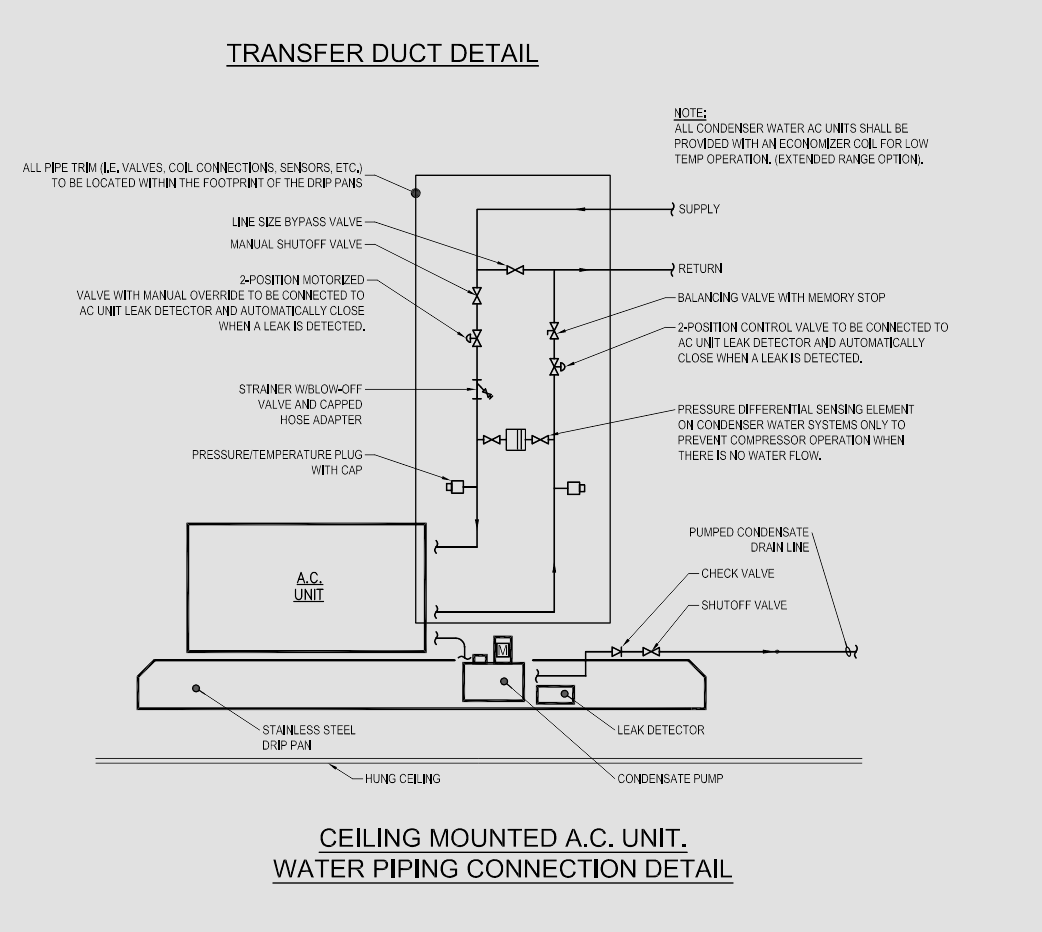 TRANSFER DUCT DETAIL
NOTE:
ALL CONDENSER WATER AC UNITS SHALL BE
PROVIDED WITH AN ECONOMIZER COIL FOR LOW
TEMP OPERATION. (EXTENDED RANGE OPTION).
ALL PIPE TRIM (I.E. VALVES, COIL CONNECTIONS, SENSORS, ETC.)
TO BE LOCATED WITHIN THE FOOTPRINT OF THE DRIP PANS
SUPPLY
LINE SIZE BYPASS VALVE
MANUAL SHUTOFF VALVE
RETURN
2-POSITION MOTORIZED
VALVE WITH MANUAL OVERRIDE TO BE CONNECTED TO
AC UNIT LEAK DETECTOR AND AUTOMATICALLY CLOSE
WHEN A LEAK IS DETECTED.
BALANCING VALVE WITH MEMORY STOP
2-POSITION CONTROL VALVE TO BE CONNECTED TO
AC UNIT LEAK DETECTOR AND AUTOMATICALLY
CLOSE WHEN A LEAK IS DETECTED.
STRAINER W/BLOW-OFF
VALVE AND CAPPED
HOSE ADAPTER
PRESSURE DIFFERENTIAL SENSING ELEMENT
ON CONDENSER WATER SYSTEMS ONLY TO
PREVENT COMPRESSOR OPERATION WHEN
THERE IS NO WATER FLOW.
PRESSURE/TEMPERATURE PLUG
WITH CAP
PUMPED CONDENSATE
DRAIN LINE
A.C.
UNIT
CHECK VALVE
SHUTOFF VALVE
M
STAINLESS STEEL
DRIP PAN
LEAK DETECTOR
HUNG CEILING
CONDENSATE PUMP
CEILING MOUNTED A.C. UNIT.
WATER PIPING CONNECTION DETAIL